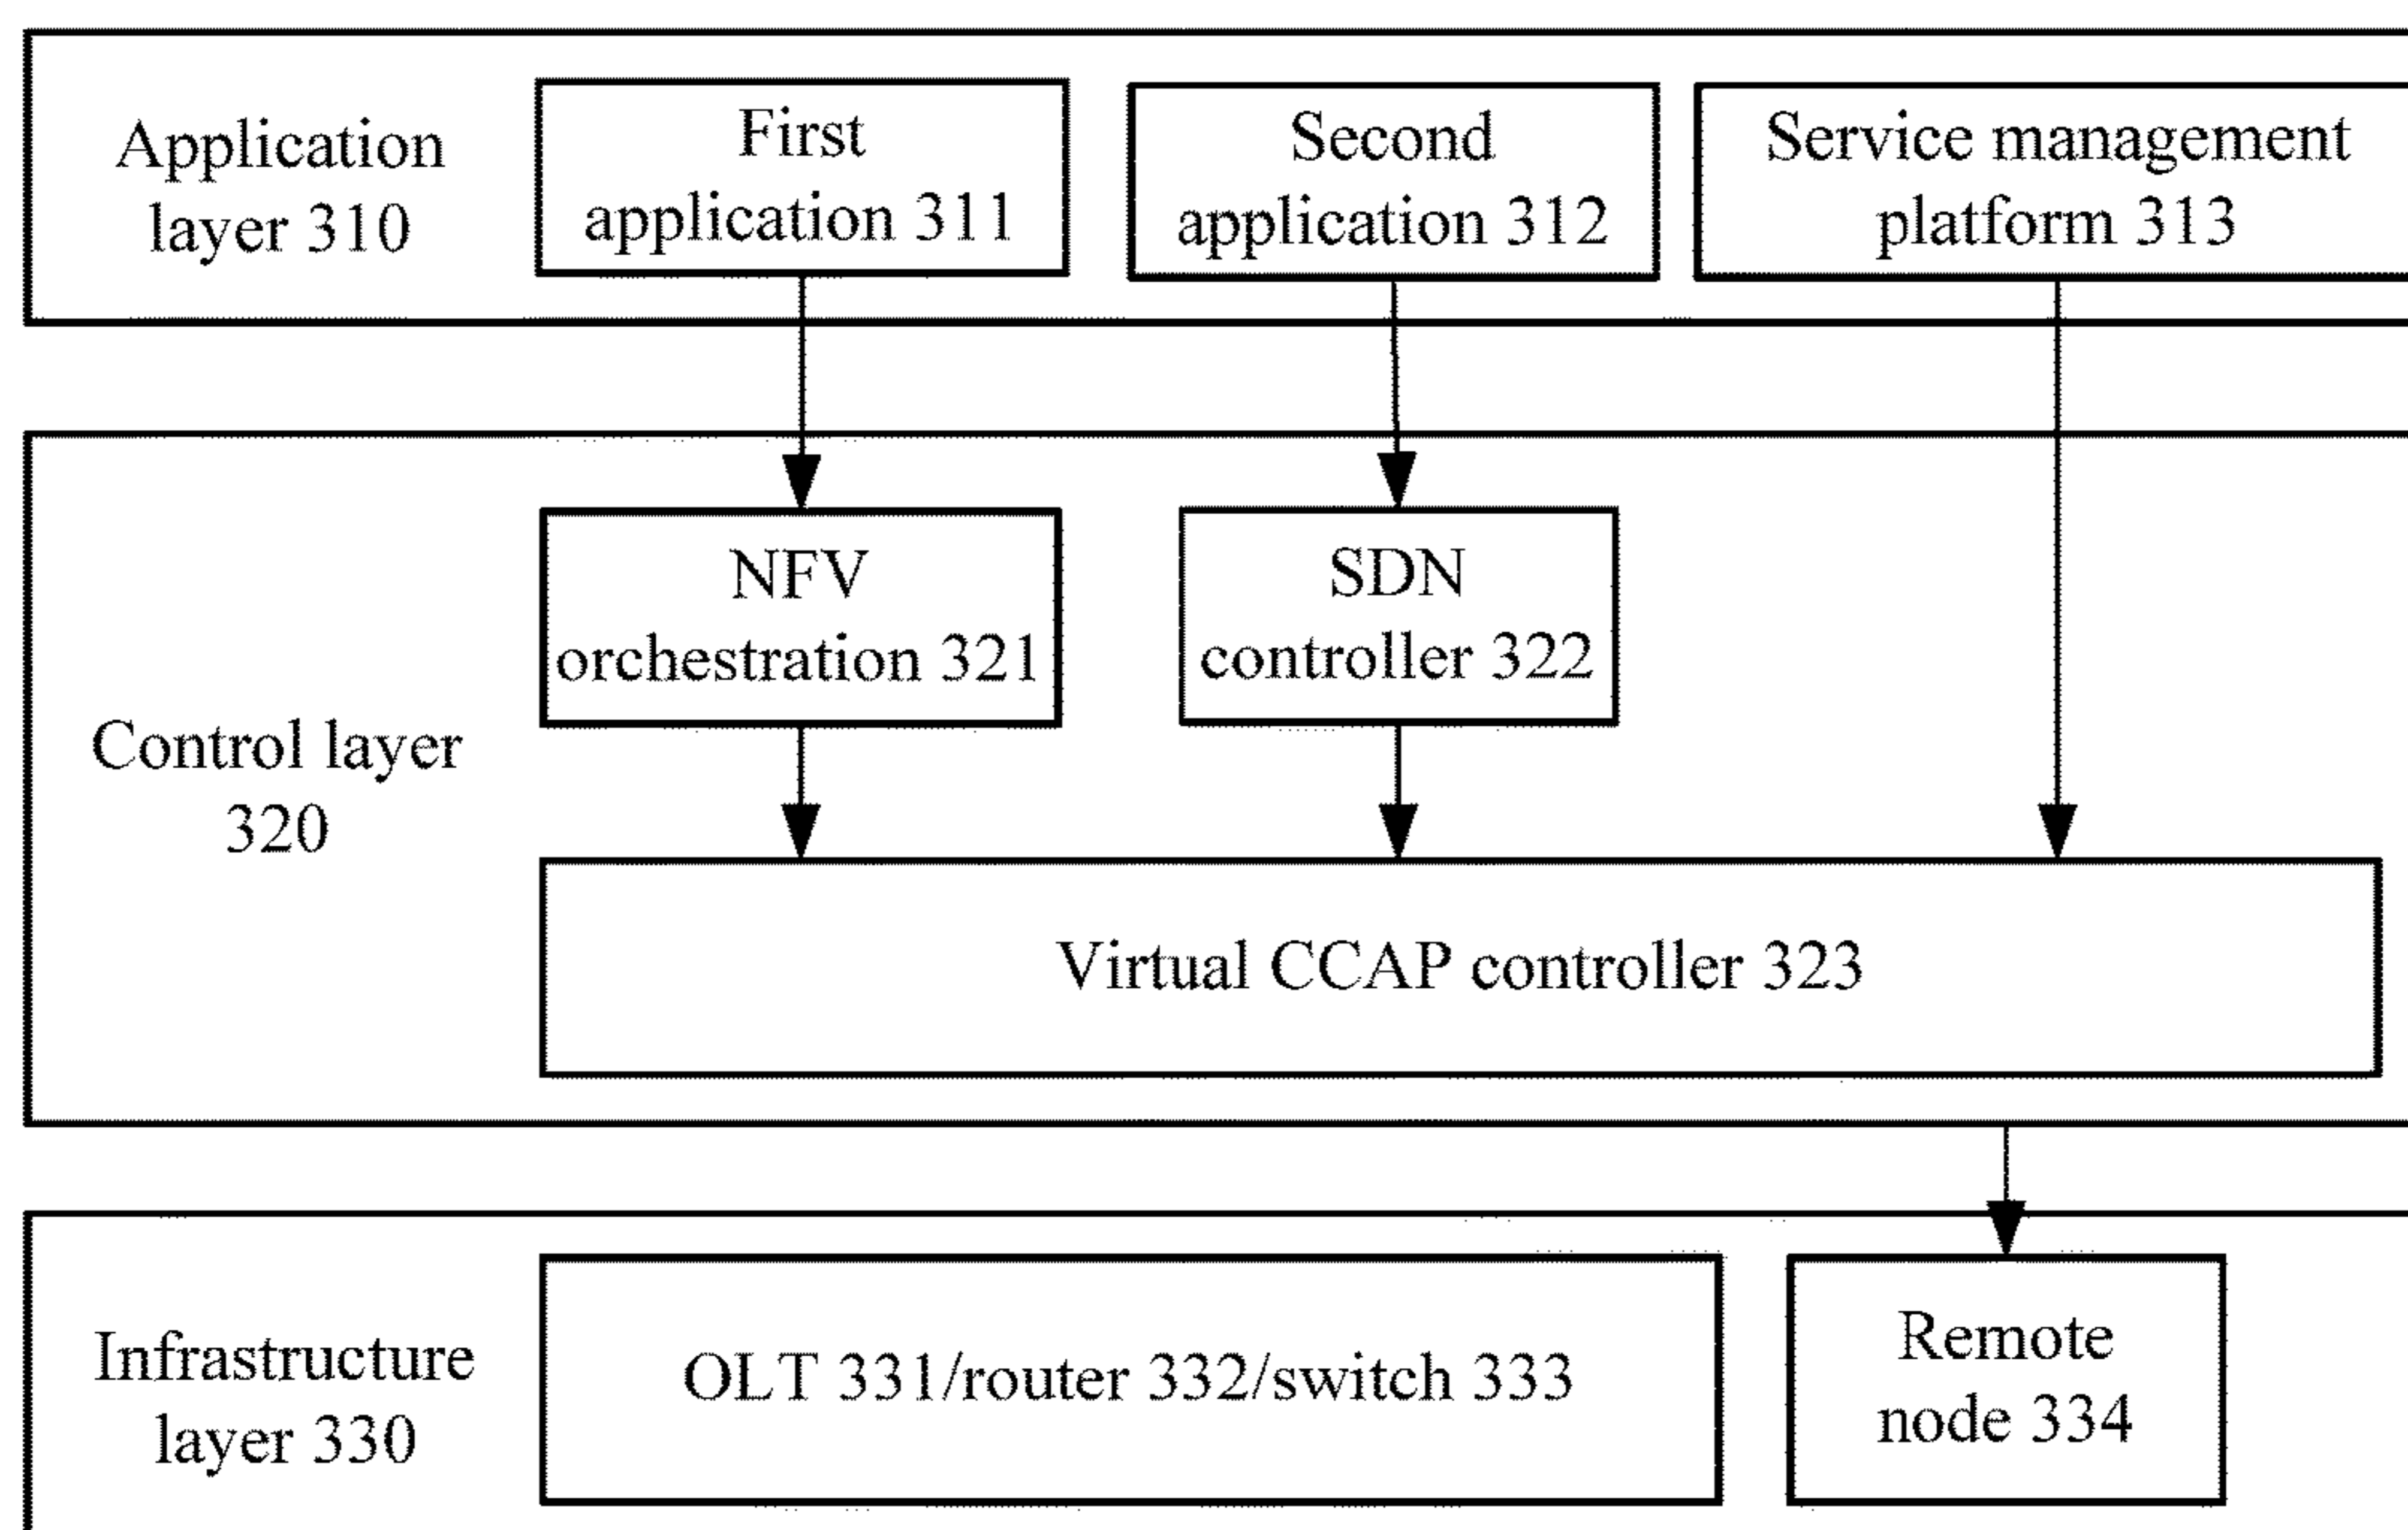 Application
layer 310
First
application 311
Second
application 312
Service management
platform 313
Control layer
320
NFV
orchestration 321
SDN
controller 322
Virtual CCAP controller 323
Infrastructure
layer 330
OLT 331/router 332/switch 333
Remote
node 334